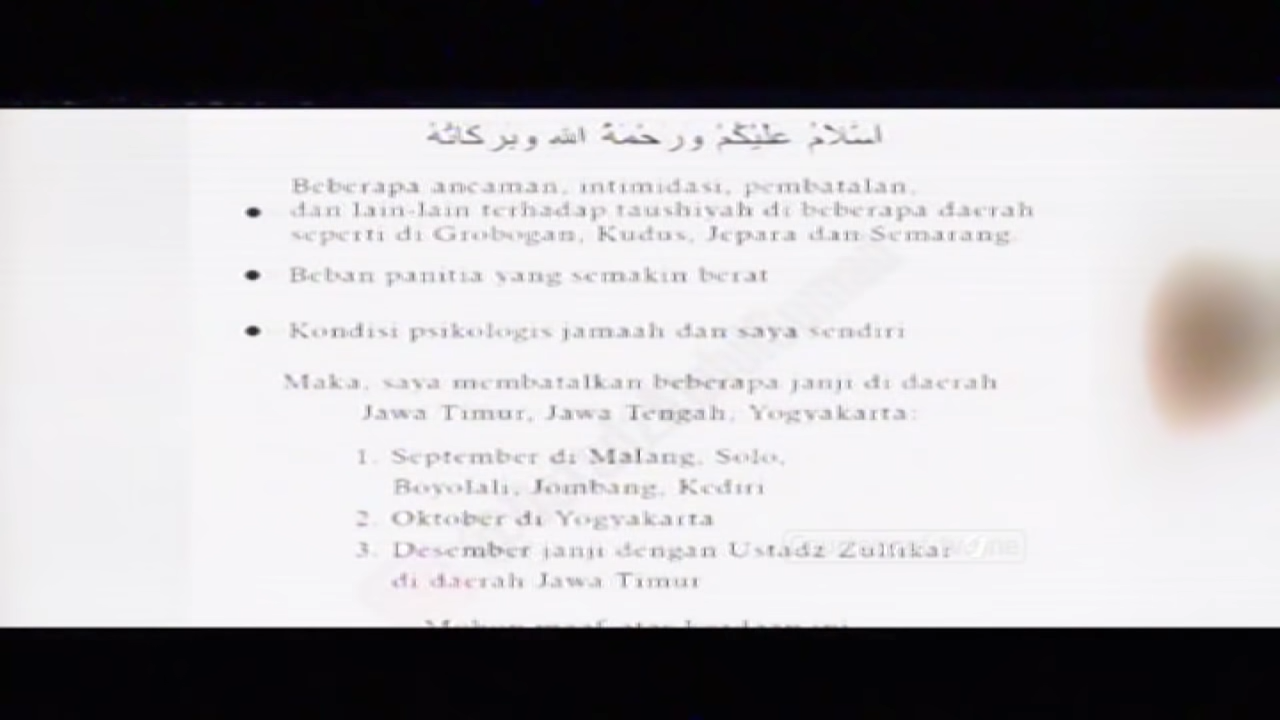 اَسَّلَامُ عَلَيْكُمْ وَرَحْمَةُ اللهِ وَبَرَكَاتُهُ
Beberapa ancaman, intimidasi, pembatalan,
• dan lain-lain terhadap taushiyah di beberapa daerah
seperti di Grobogan, Kudus, Jepara dan Semarang.
• Beban panitia yang semakin berat
• Kondisi psikologis jamaah dan saya sendiri
Maka, saya membatalkan beberapa janji di daerah
Jawa Timur, Jawa Tengah, Yogyakarta:
1. September di Malang, Solo,
Boyolali, Jombang, Kediri
2. Oktober di Yogyakarta
3. Desember janji dengan Ustadz Zulfikar
di daerah Jawa Timur